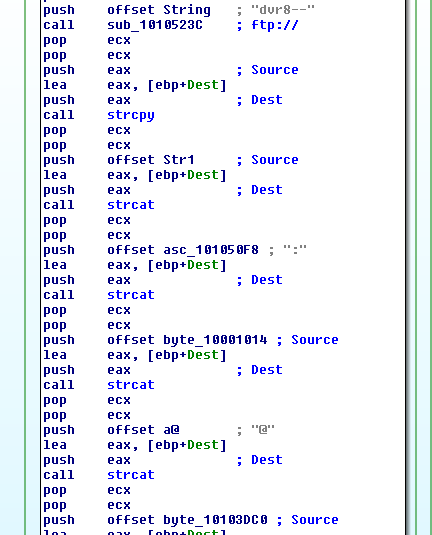 push offset String ; "dvr8--"
call sub_1010523C ; ftp://
pop ecx
pop ecx
push eax ; Source
lea eax, [ebp+Dest]
push eax ; Dest
call strcpy
pop ecx
pop ecx
push offset Str1 ; Source
lea eax, [ebp+Dest]
push eax ; Dest
call strcat
pop ecx
pop ecx
push offset asc_101050F8 ; ":"
lea eax, [ebp+Dest]
push eax ; Dest
call strcat
pop ecx
pop ecx
push offset byte_10001014 ; Source
lea eax, [ebp+Dest]
push eax ; Dest
call strcat
pop ecx
pop ecx
push offset a@ ; "@"
lea eax, [ebp+Dest]
push eax ; Dest
call strcat
pop ecx
pop ecx
push offset byte_10103DC0 ; Source
lea eax, [ebp+Dest]